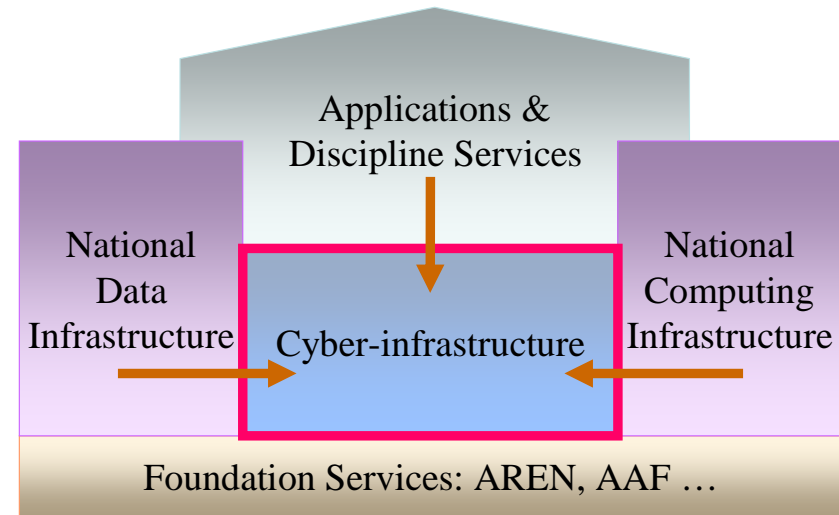 Applications &
Discipline Services
National
Data
Infrastructure
Cyber-infrastructure
National
Computing
Infrastructure
Foundation Services: AREN, AAF …